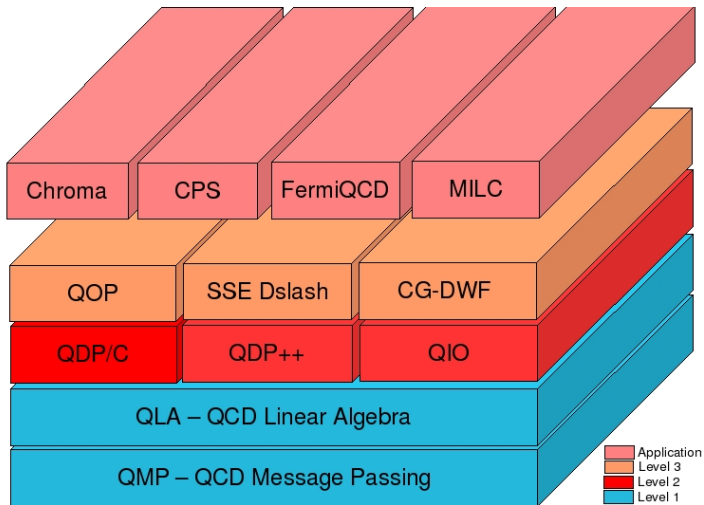 Chroma
CPS
FermiQCD
MILC
QOP
SSE Dslash
CG-DWF
QDP/C
QDP++
QIO
QLA – QCD Linear Algebra
QMP – QCD Message Passing
Application
Level 3
Level 2
Level 1